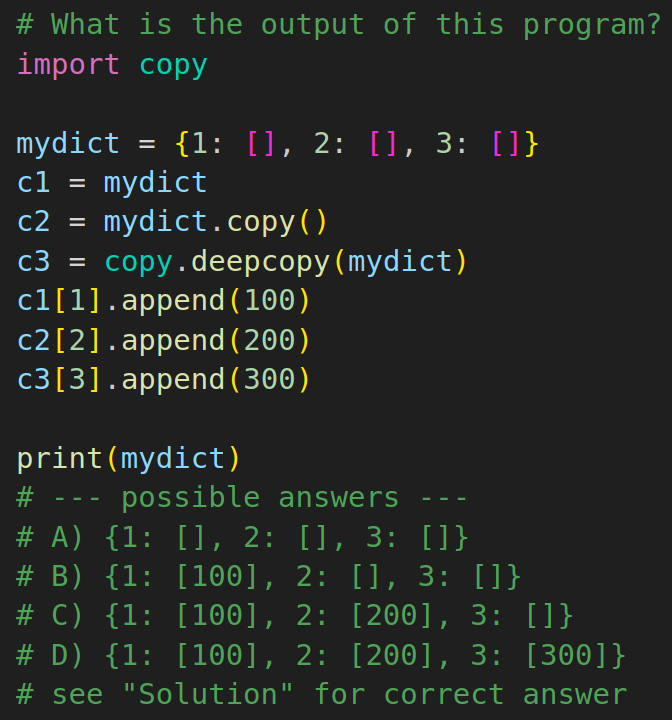 # What is the output of this program?
import copy

mydict = {1: [], 2: [], 3: []}
c1 = mydict
c2 = mydict.copy()
c3 = copy.deepcopy(mydict)
c1[1].append(100)
c2[2].append(200)
c3[3].append(300)

print(mydict)
# --- possible answers ---
# A) {1: [], 2: [], 3: []}
# B) {1: [100], 2: [], 3: []}
# C) {1: [100], 2: [200], 3: []}
# D) {1: [100], 2: [200], 3: [300]}
# see "Solution" for correct answer